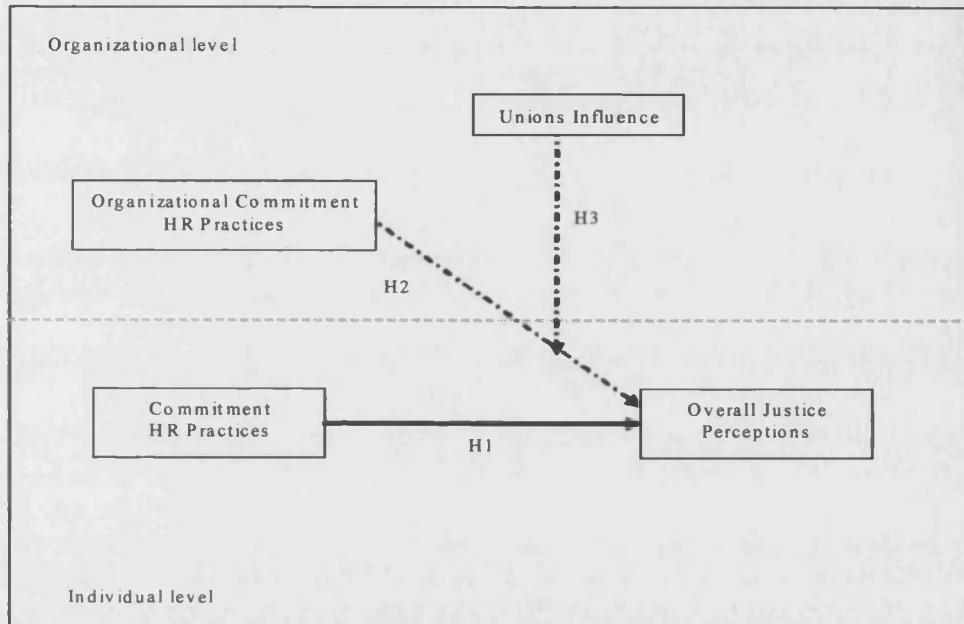 Organizational level
Unions Influence
Organizational Commitment
HR Practices
H3
H2
Commitment
HR Practices
H1
Overall Justice
Perceptions
Individual level